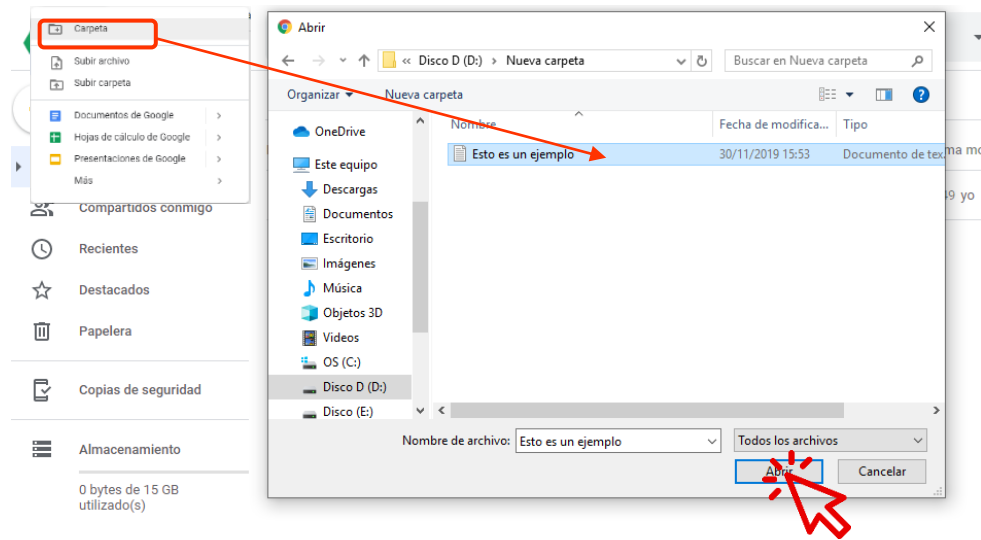 Carpeta
Subir archivo
Subir carpeta
Documentos de Google
Hojas de cálculo de Google
Presentaciones de Google
Más
Compartidos conmigo
Recientes
Destacados
Papelera
Copias de seguridad
Almacenamiento
0 bytes de 15 GB
utilizado(s)
Abrir
« Disco D (D:) › Nueva carpeta
Buscar en Nueva carpeta
Organizar Nueva carpeta
Nombre Fecha de modifica... Tipo
Esto es un ejemplo 30/11/2019 15:53 Documento de tex
OneDrive
Este equipo
Descargas
Documentos
Escritorio
Imágenes
Música
Objetos 3D
Videos
OS (C:)
Disco D (D:)
Disco (E:)
Nombre de archivo: Esto es un ejemplo Todos los archivos
Abrir Cancelar
yo